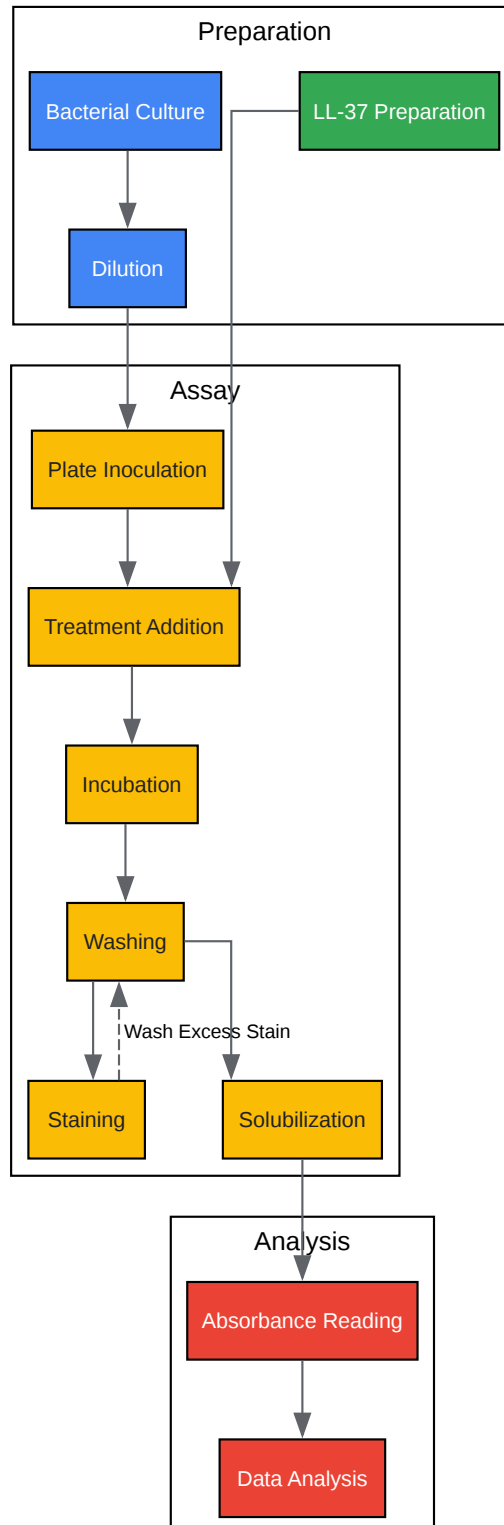 Preparation
Bacterial Culture
LL-37 Preparation
Dilution
Assay
Plate Inoculation
Treatment Addition
Incubation
Washing
Wash Excess Stain
Staining
Solubilization
Analysis
Absorbance Reading
Data Analysis